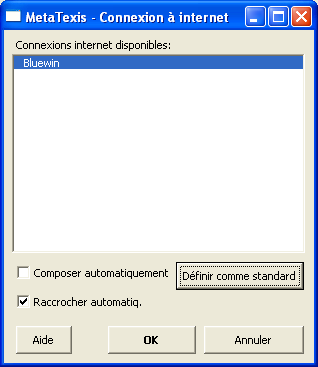 MetaTexis - Connexion à internet
Connexions internet disponibles:
Bluewin
Composer automatiquement
Définir comme standard
Raccrocher automatiq.
Aide
OK
Annuler